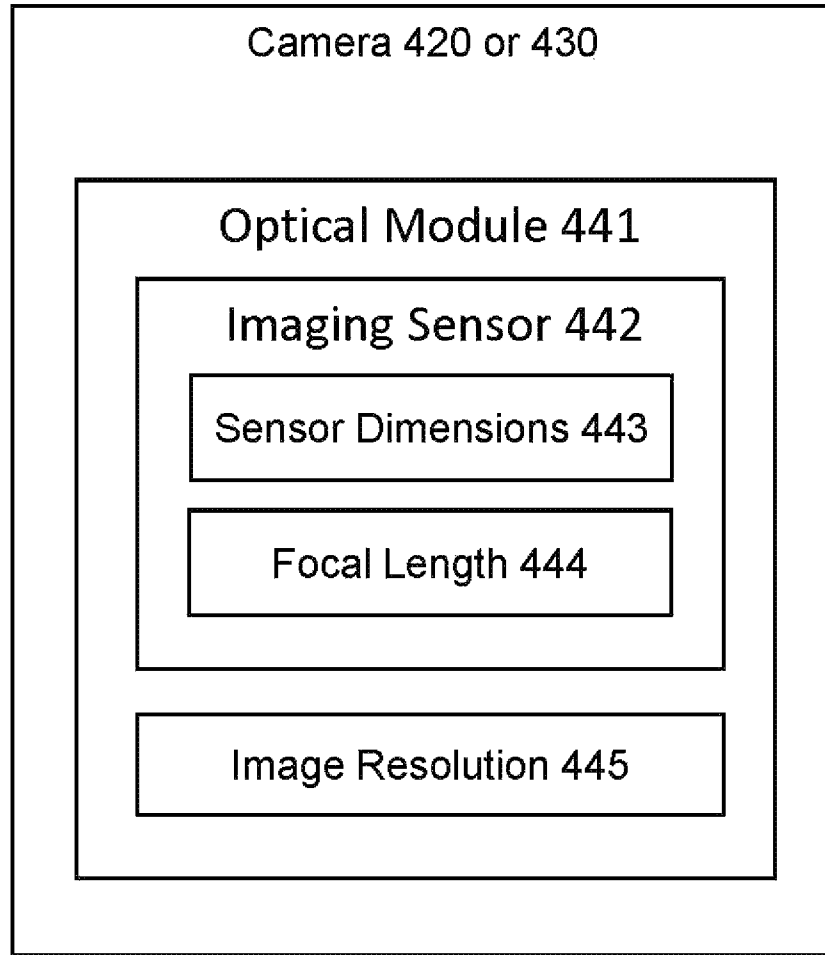 Camera 420 or 430
Optical Module 441
Imaging Sensor 442
Sensor Dimensions 443
Focal Length 444
Image Resolution 445